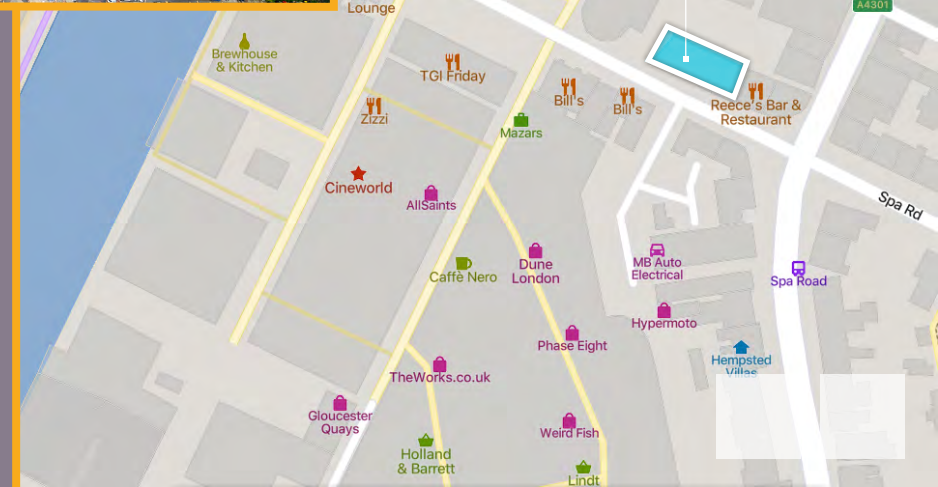 Lounge
A4301
Brewhouse
& Kitchen
TGI Friday
Zizzi
Bill's
Bill's
Reece's Bar &
Restaurant
Mazars
Cineworld
AllSaints
Spa Rd
Caffè Nero
Dune
London
MB Auto
Electrical
Spa Road
Hypermoto
Phase Eight
Hempsted
Villas
TheWorks.co.uk
Gloucester
Quays
Weird Fish
Holland
& Barrett
Lindt